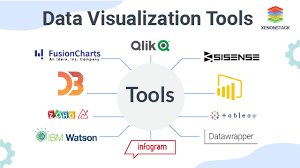 Data Visualization Tools
XENONSTACK
FusionCharts
An Idera, Inc. Company
Qlik
SISENSE
D3
Tools
ZOHO
tableau
IBM Watson
infogram
Datawrapper